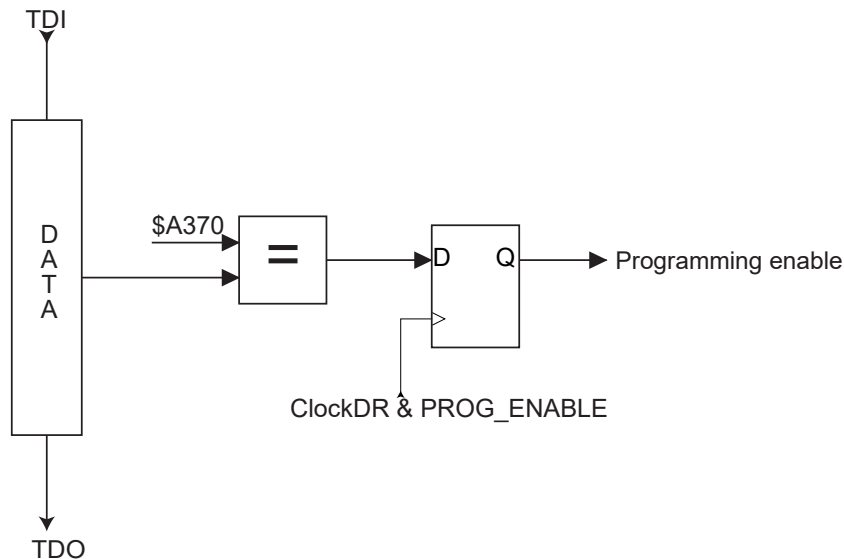 TDI
D
A
T
A
$A370
=
D Q
Programming enable
ClockDR & PROG_ENABLE
TDO